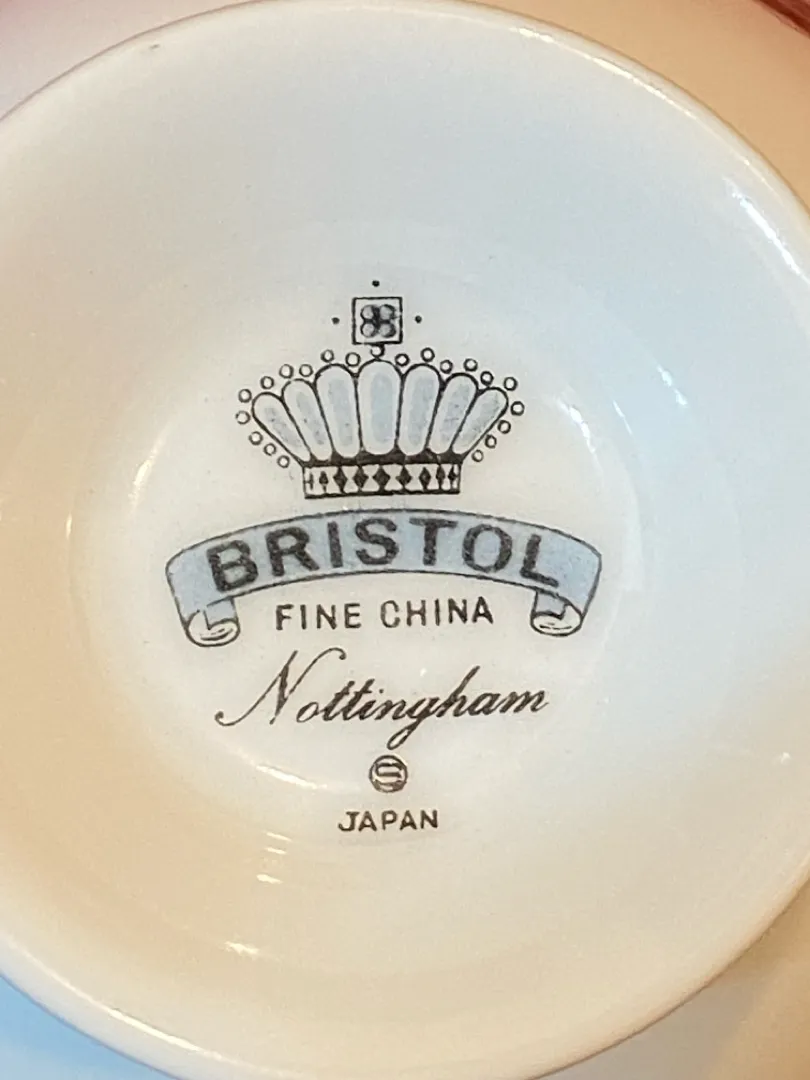 BRISTOL
FINE CHINA
Nottingham
S
JAPAN